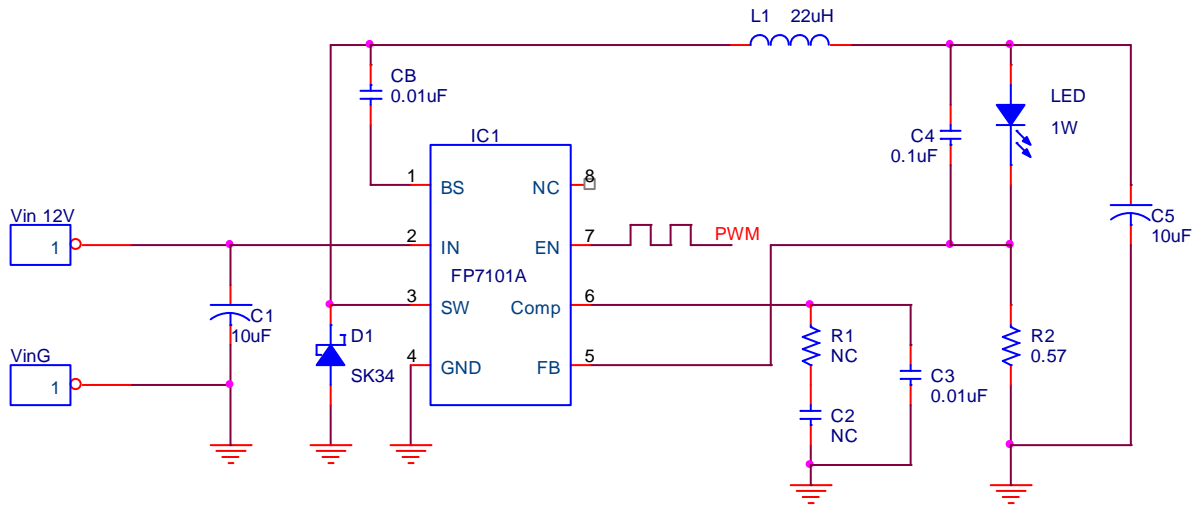 L1 22uH
CB
0.01uF
LED
1W
C4
0.1uF
IC1
1 BS
NC 8
C5
10uF
Vin 12V
1
2 IN
EN 7
PWM
FP7101A
3 SW
Comp 6
C1
10uF
D1
SK34
R1
NC
R2
0.57
VinG
1
4 GND
FB 5
C3
0.01uF
C2
NC